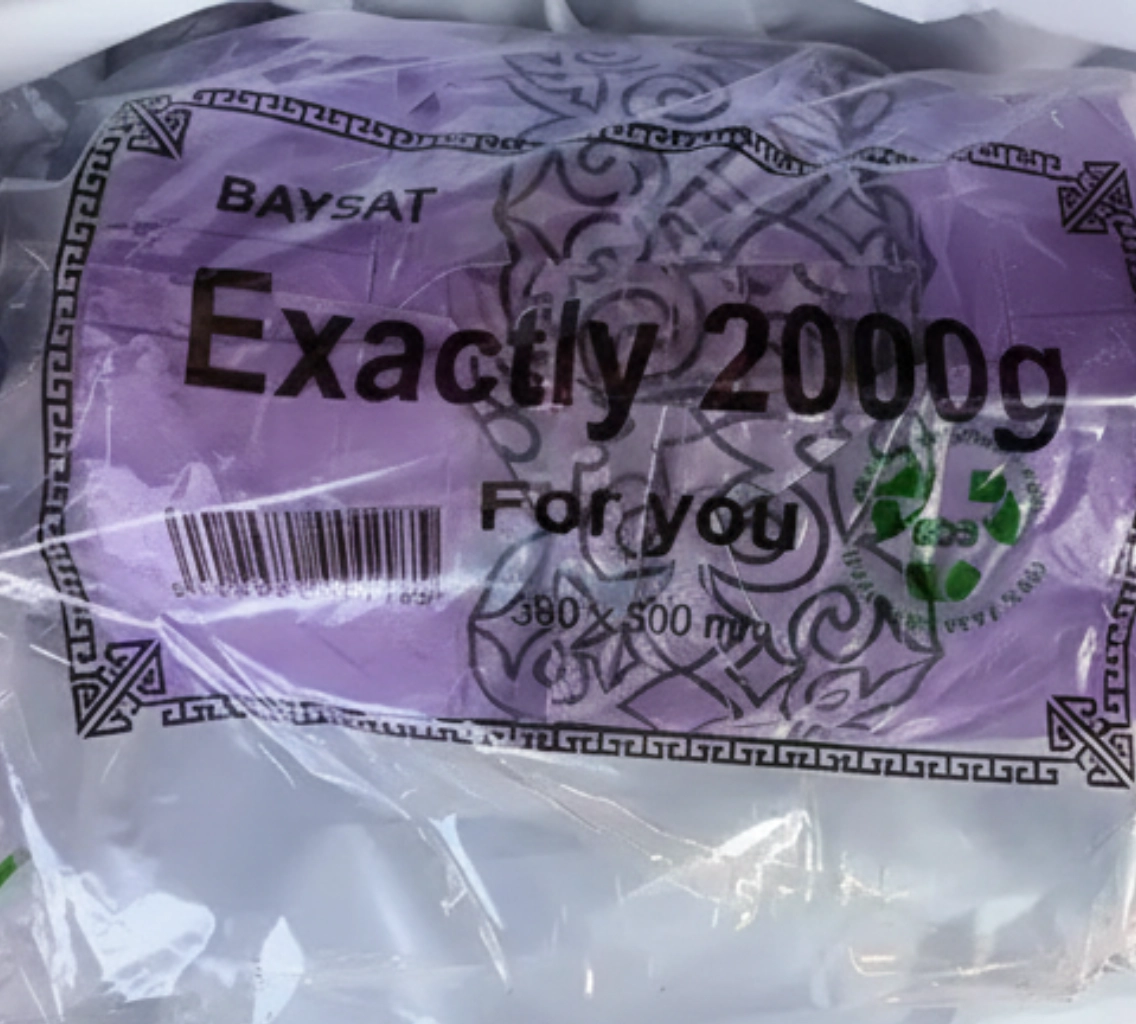 BAYSAT
Exactly 2000g
For you
380 x 500 mm